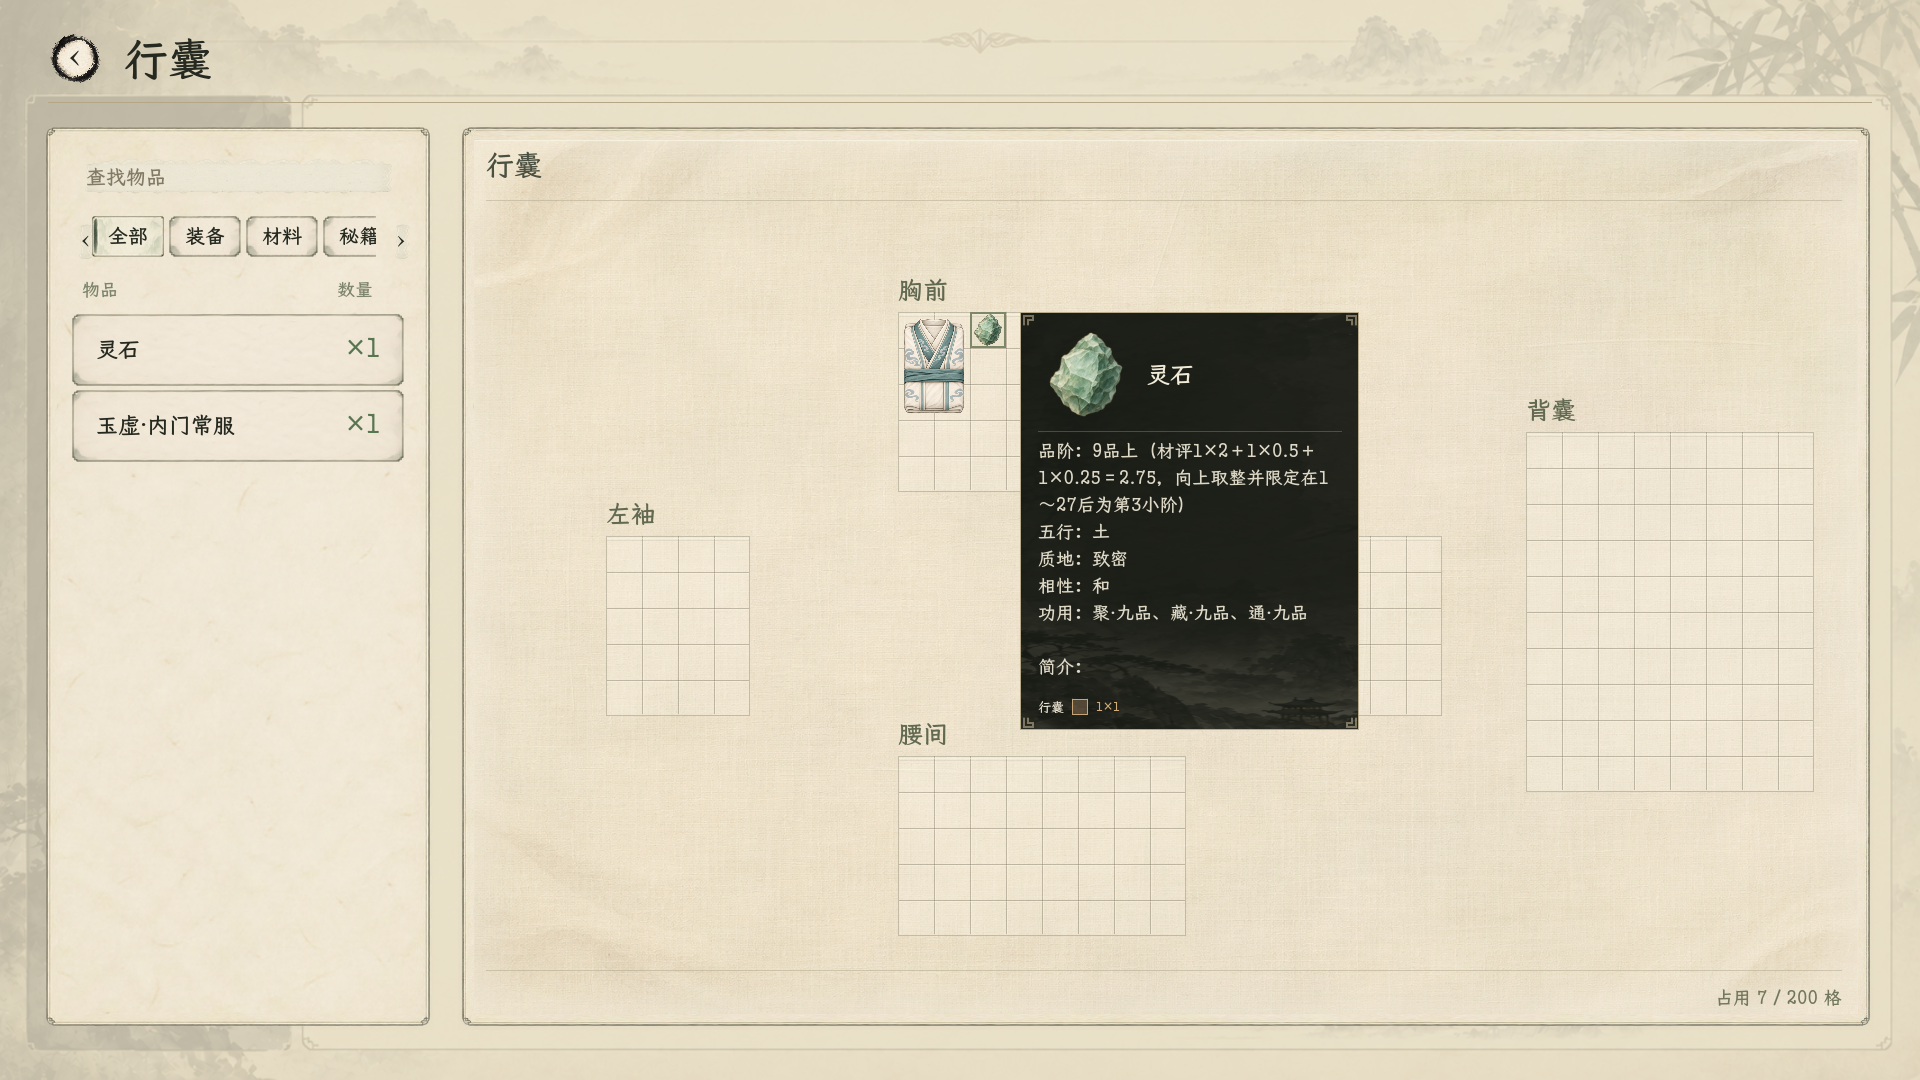 行囊
查找物品
全部
装备
材料
秘籍
物品
数量
灵石
×1
玉虚·内门常服
×1
行囊
胸前
左袖
腰间
背囊
灵石
品阶：9品上（材评1×2+1×0.5+
1×0.25=2.75，向上取整并限定在1
～27后为第3小阶）
五行：土
质地：致密
相性：和
功用：聚·九品、藏·九品、通·九品
简介：
行囊 1×1
占用 7 / 200 格